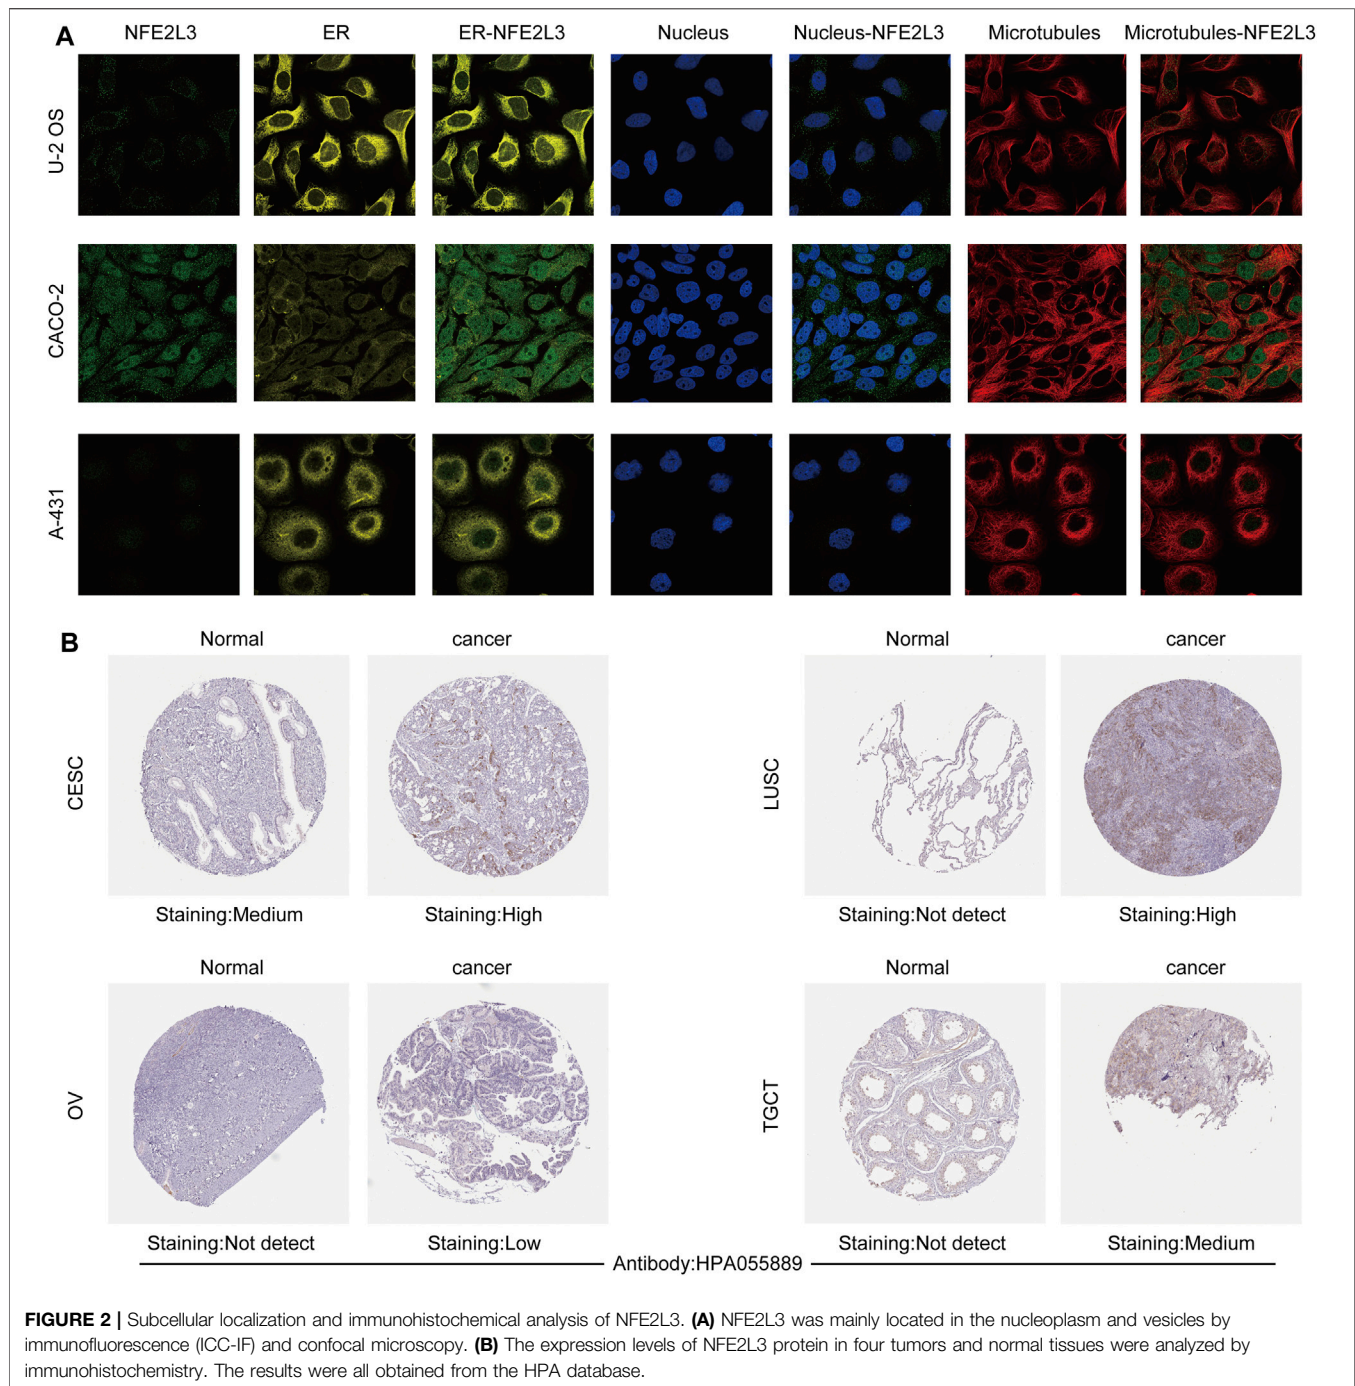 A
NFE2L3 ER ER-NFE2L3 Nucleus Nucleus-NFE2L3 Microtubules Microtubules-NFE2L3
U-2 OS
CACO-2
A-431
B
Normal cancer Normal cancer
CESC LUSC
Staining:Medium Staining:High Staining:Not detect Staining:High
Normal cancer Normal cancer
OV TGCT
Staining:Not detect Staining:Low Staining:Not detect Staining:Medium
Antibody:HPA055889
FIGURE 2 | Subcellular localization and immunohistochemical analysis of NFE2L3. (A) NFE2L3 was mainly located in the nucleoplasm and vesicles by
immunofluorescence (ICC-IF) and confocal microscopy. (B) The expression levels of NFE2L3 protein in four tumors and normal tissues were analyzed by
immunohistochemistry. The results were all obtained from the HPA database.